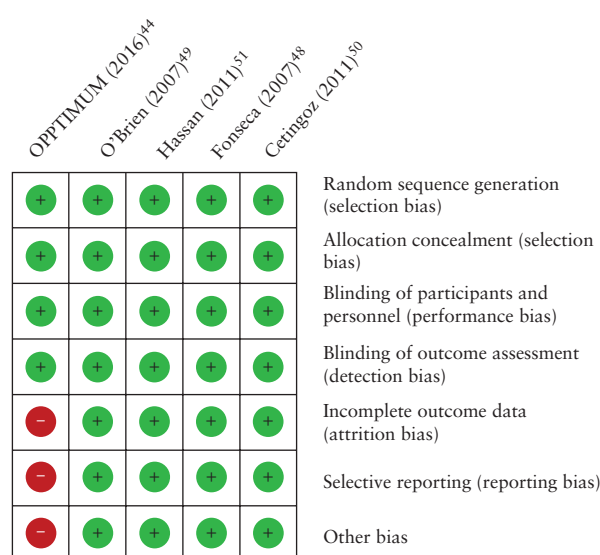 OPPTIMUM (2016)44
O'Brien (2007)49
Hassan (2011)51
Fonseca (2007)48
Cetingoz (2011)50
+ + + + +
Random sequence generation
(selection bias)
+ + + + +
Allocation concealment (selection
bias)
+ + + + +
Blinding of participants and
personnel (performance bias)
+ + + + +
Blinding of outcome assessment
(detection bias)
− + + + +
Incomplete outcome data
(attrition bias)
− + + + +
Selective reporting (reporting bias)
− + + + +
Other bias